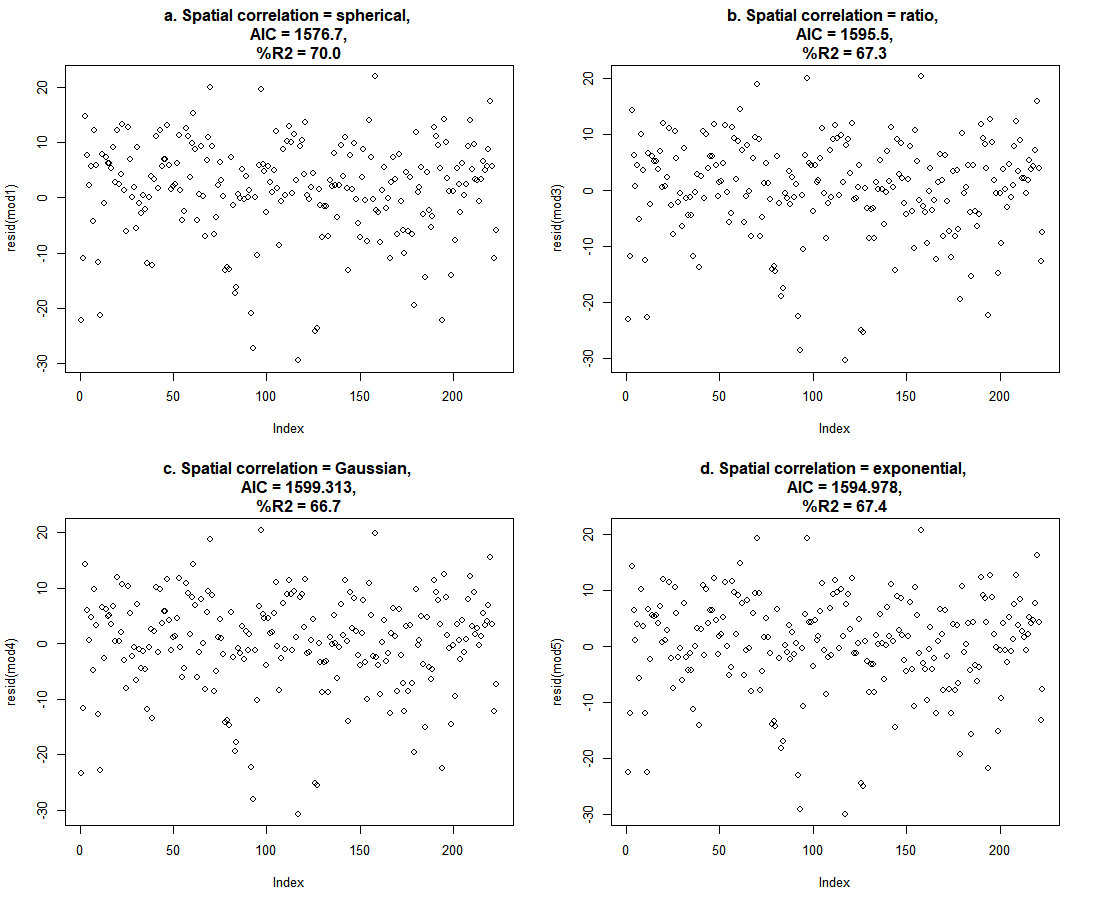 a. Spatial correlation = spherical,
AIC = 1576.7,
%R2 = 70.0
resid(mod1)
20
10
0
-10
-20
-30
0 50 100 150 200
Index
b. Spatial correlation = ratio,
AIC = 1595.5,
%R2 = 67.3
resid(mod3)
20
10
0
-10
-20
-30
0 50 100 150 200
Index
c. Spatial correlation = Gaussian,
AIC = 1599.313,
%R2 = 66.7
resid(mod4)
20
10
0
-10
-20
-30
0 50 100 150 200
Index
d. Spatial correlation = exponential,
AIC = 1594.978,
%R2 = 67.4
resid(mod5)
20
10
0
-10
-20
-30
0 50 100 150 200
Index